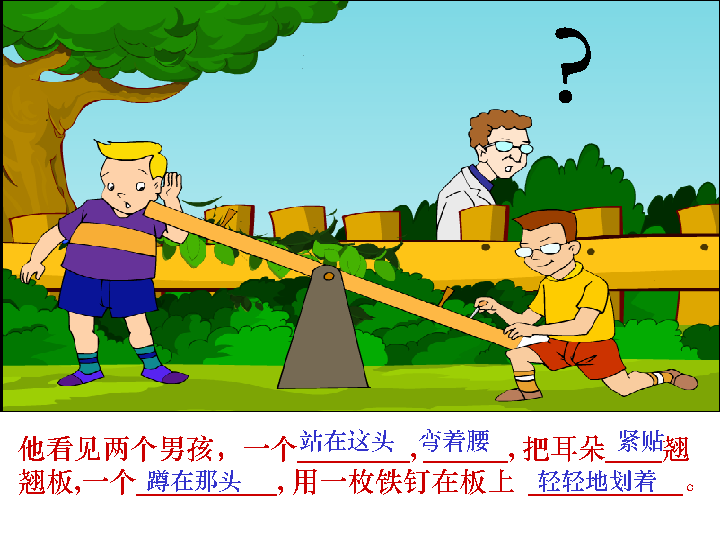 ?
他看见两个男孩，一个站在这头,弯着腰,把耳朵紧贴翘
翘板,一个蹲在那头,用一枚铁钉在板上 轻轻地划着。